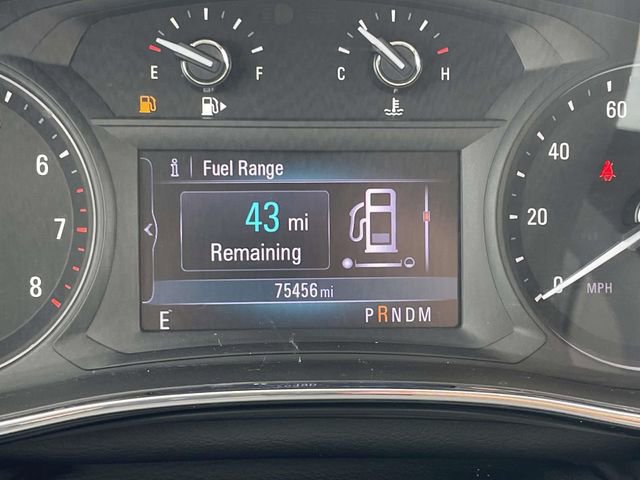 E F
C H
6
7
8
i Fuel Range
43 mi
Remaining
75456 mi
E PRNDM
60
40
20
0
MPH